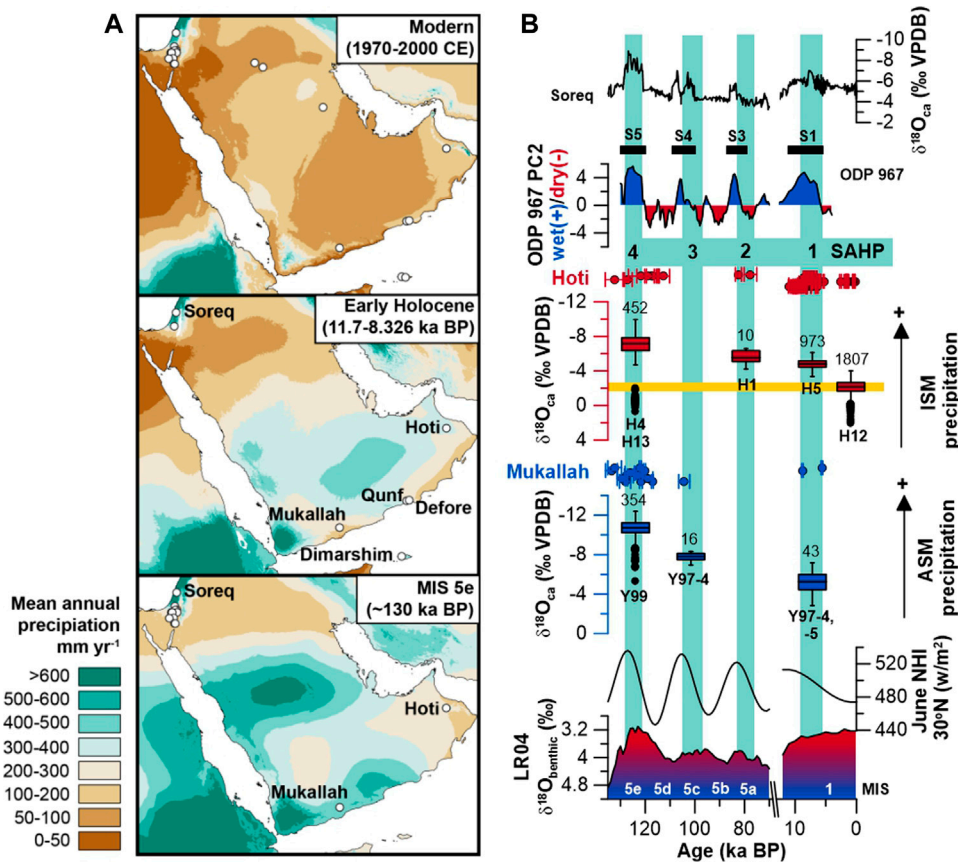 A
Modern
(1970-2000 CE)
Early Holocene
(11.7-8.326 ka BP)
Soreq
Hoti
Qunf
Defore
Mukallah
Dimarshim
MIS 5e
(~130 ka BP)
Soreq
Hoti
Mukallah
Mean annual
precipiation
mm yr⁻¹
>600
500-600
400-500
300-400
200-300
100-200
50-100
0-50
B
Soreq
-10
-8
-6
-4
-2
δ¹⁸Oca (‰ VPDB)
S5 S4 S3 S1
ODP 967 PC2
wet(+)/dry(-)
4
0
-4
ODP 967
4 3 2 1 SAHP
Hoti
-12
-8
-4
0
4
δ¹⁸Oca (‰ VPDB)
452
10
973
1807
H4
H13
H1
H5
H12
+
ISM
precipitation
Mukallah
-12
-8
-4
0
δ¹⁸Oca (‰ VPDB)
354
16
43
Y99
Y97-4
Y97-4,
-5
+
ASM
precipitation
520
480
440
June NHI
30°N (w/m²)
LR04
δ¹⁸Obenthic (‰)
3.2
4
4.8
5e 5d 5c 5b 5a 1 MIS
120 100 80 10 0
Age (ka BP)